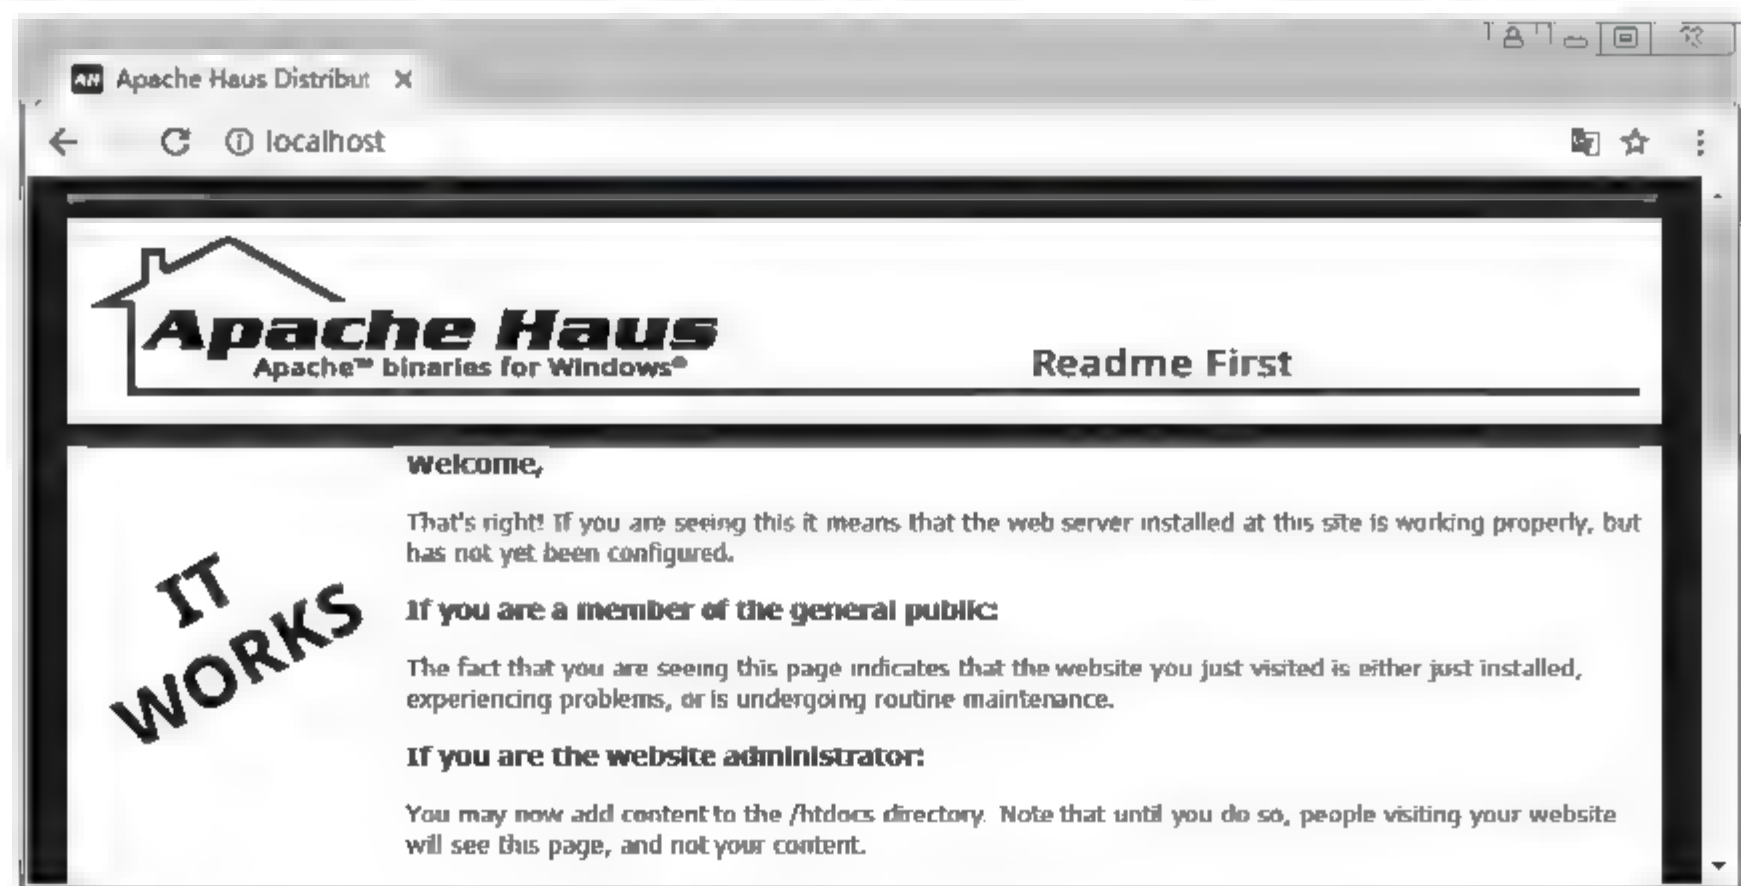 AH Apache Haus Distribut
localhost
Apache Haus
Apache™ binaries for Windows®
Readme First
Welcome,
That's right! If you are seeing this it means that the web server installed at this site is working properly, but
has not yet been configured.
IT
WORKS
If you are a member of the general public:
The fact that you are seeing this page indicates that the website you just visited is either just installed,
experiencing problems, or is undergoing routine maintenance.
If you are the website administrator:
You may now add content to the /htdocs directory. Note that until you do so, people visiting your website
will see this page, and not your content.